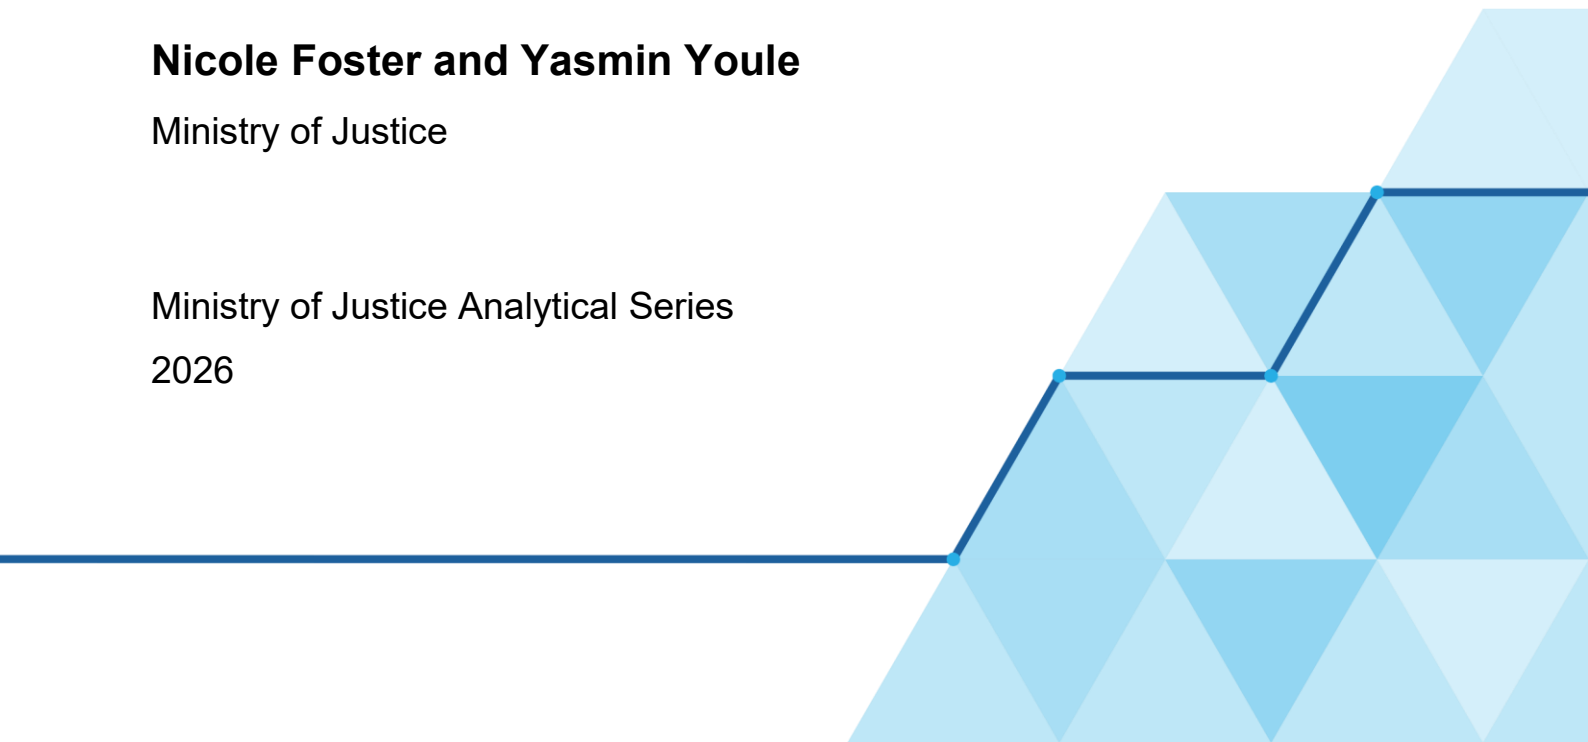 Nicole Foster and Yasmin Youle
Ministry of Justice
Ministry of Justice Analytical Series
2026